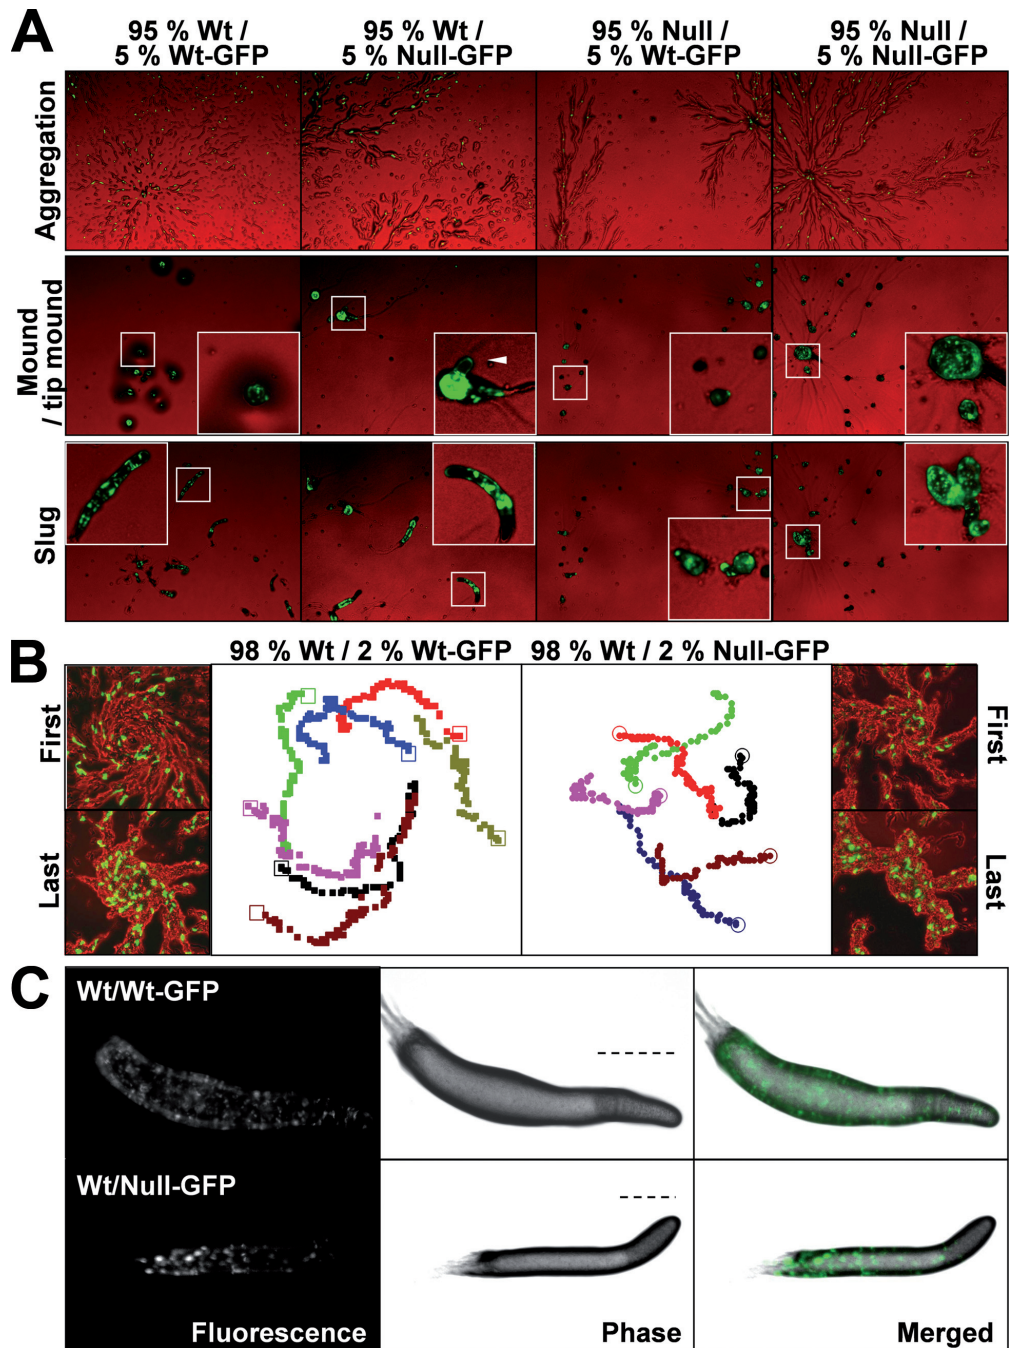 A
95 % Wt /
5 % Wt-GFP
95 % Wt /
5 % Null-GFP
95 % Null /
5 % Wt-GFP
95 % Null /
5 % Null-GFP
Aggregation
Mound
/ tip mound
Slug
B
98 % Wt / 2 % Wt-GFP
98 % Wt / 2 % Null-GFP
First
Last
First
Last
C
Wt/Wt-GFP
Wt/Null-GFP
Fluorescence
Phase
Merged